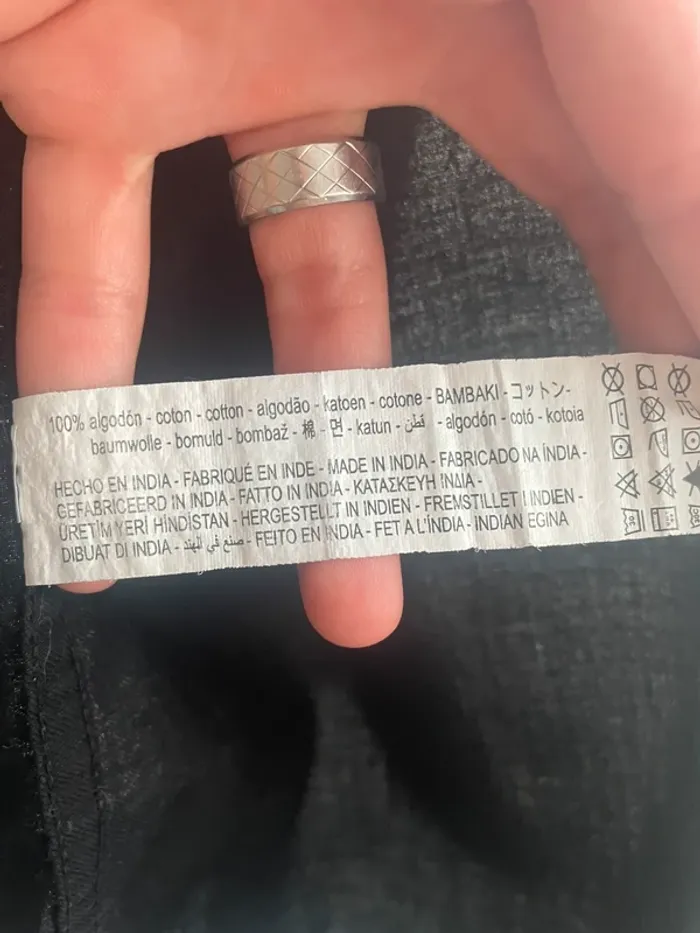 100% algodón - coton - cotton - algodão - katoen - cotone - BAMBAKI - コットン-
baumwolle - bomuld - bombaž - 棉 - 면 - katun - قطن - algodón - cotó - kotoia
HECHO EN INDIA - FABRIQUÉ EN INDE - MADE IN INDIA - FABRICADO NA ÍNDIA -
GEFABRICEERD IN INDIA - FATTO IN INDIA - ΚΑΤΑΣΚΕΥΗ ΙΝΔΙΑ -
ÜRETİM YERİ HİNDİSTAN - HERGESTELLT IN INDIEN - FREMSTILLET I INDIEN -
DIBUAT DI INDIA - صنع في الهند - FEITO EN INDIA - FET A L'ÍNDIA - INDIAN EGINA